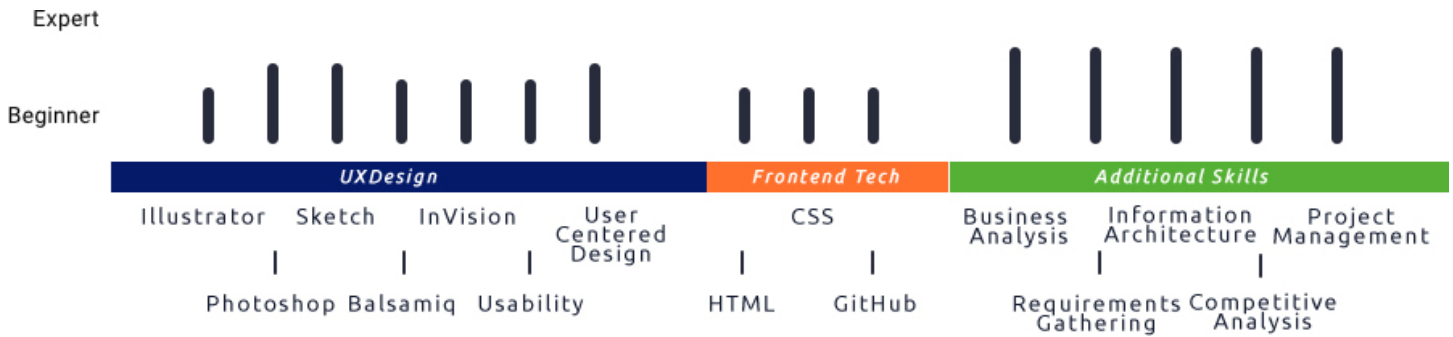 Expert
Beginner
UXDesign
Frontend Tech
Additional Skills
Illustrator
Sketch
InVision
User
Centered
Design
CSS
Business
Analysis
Information
Architecture
Project
Management
Photoshop
Balsamiq
Usability
HTML
GitHub
Requirements
Gathering
Competitive
Analysis